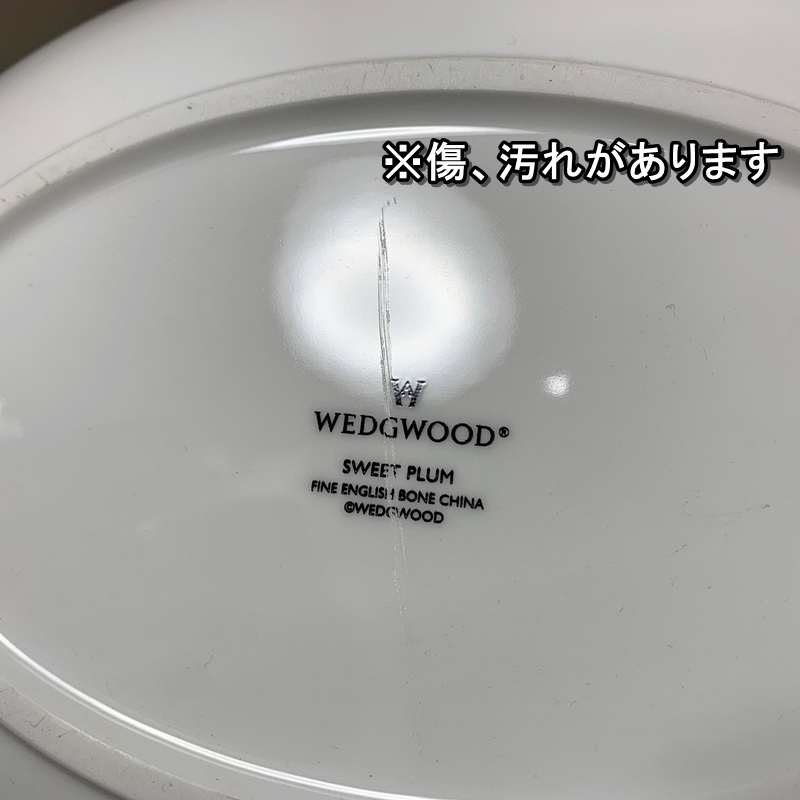 ※傷、汚れがあります
W
WEDGWOOD®
SWEET PLUM
FINE ENGLISH BONE CHINA
©WEDGWOOD